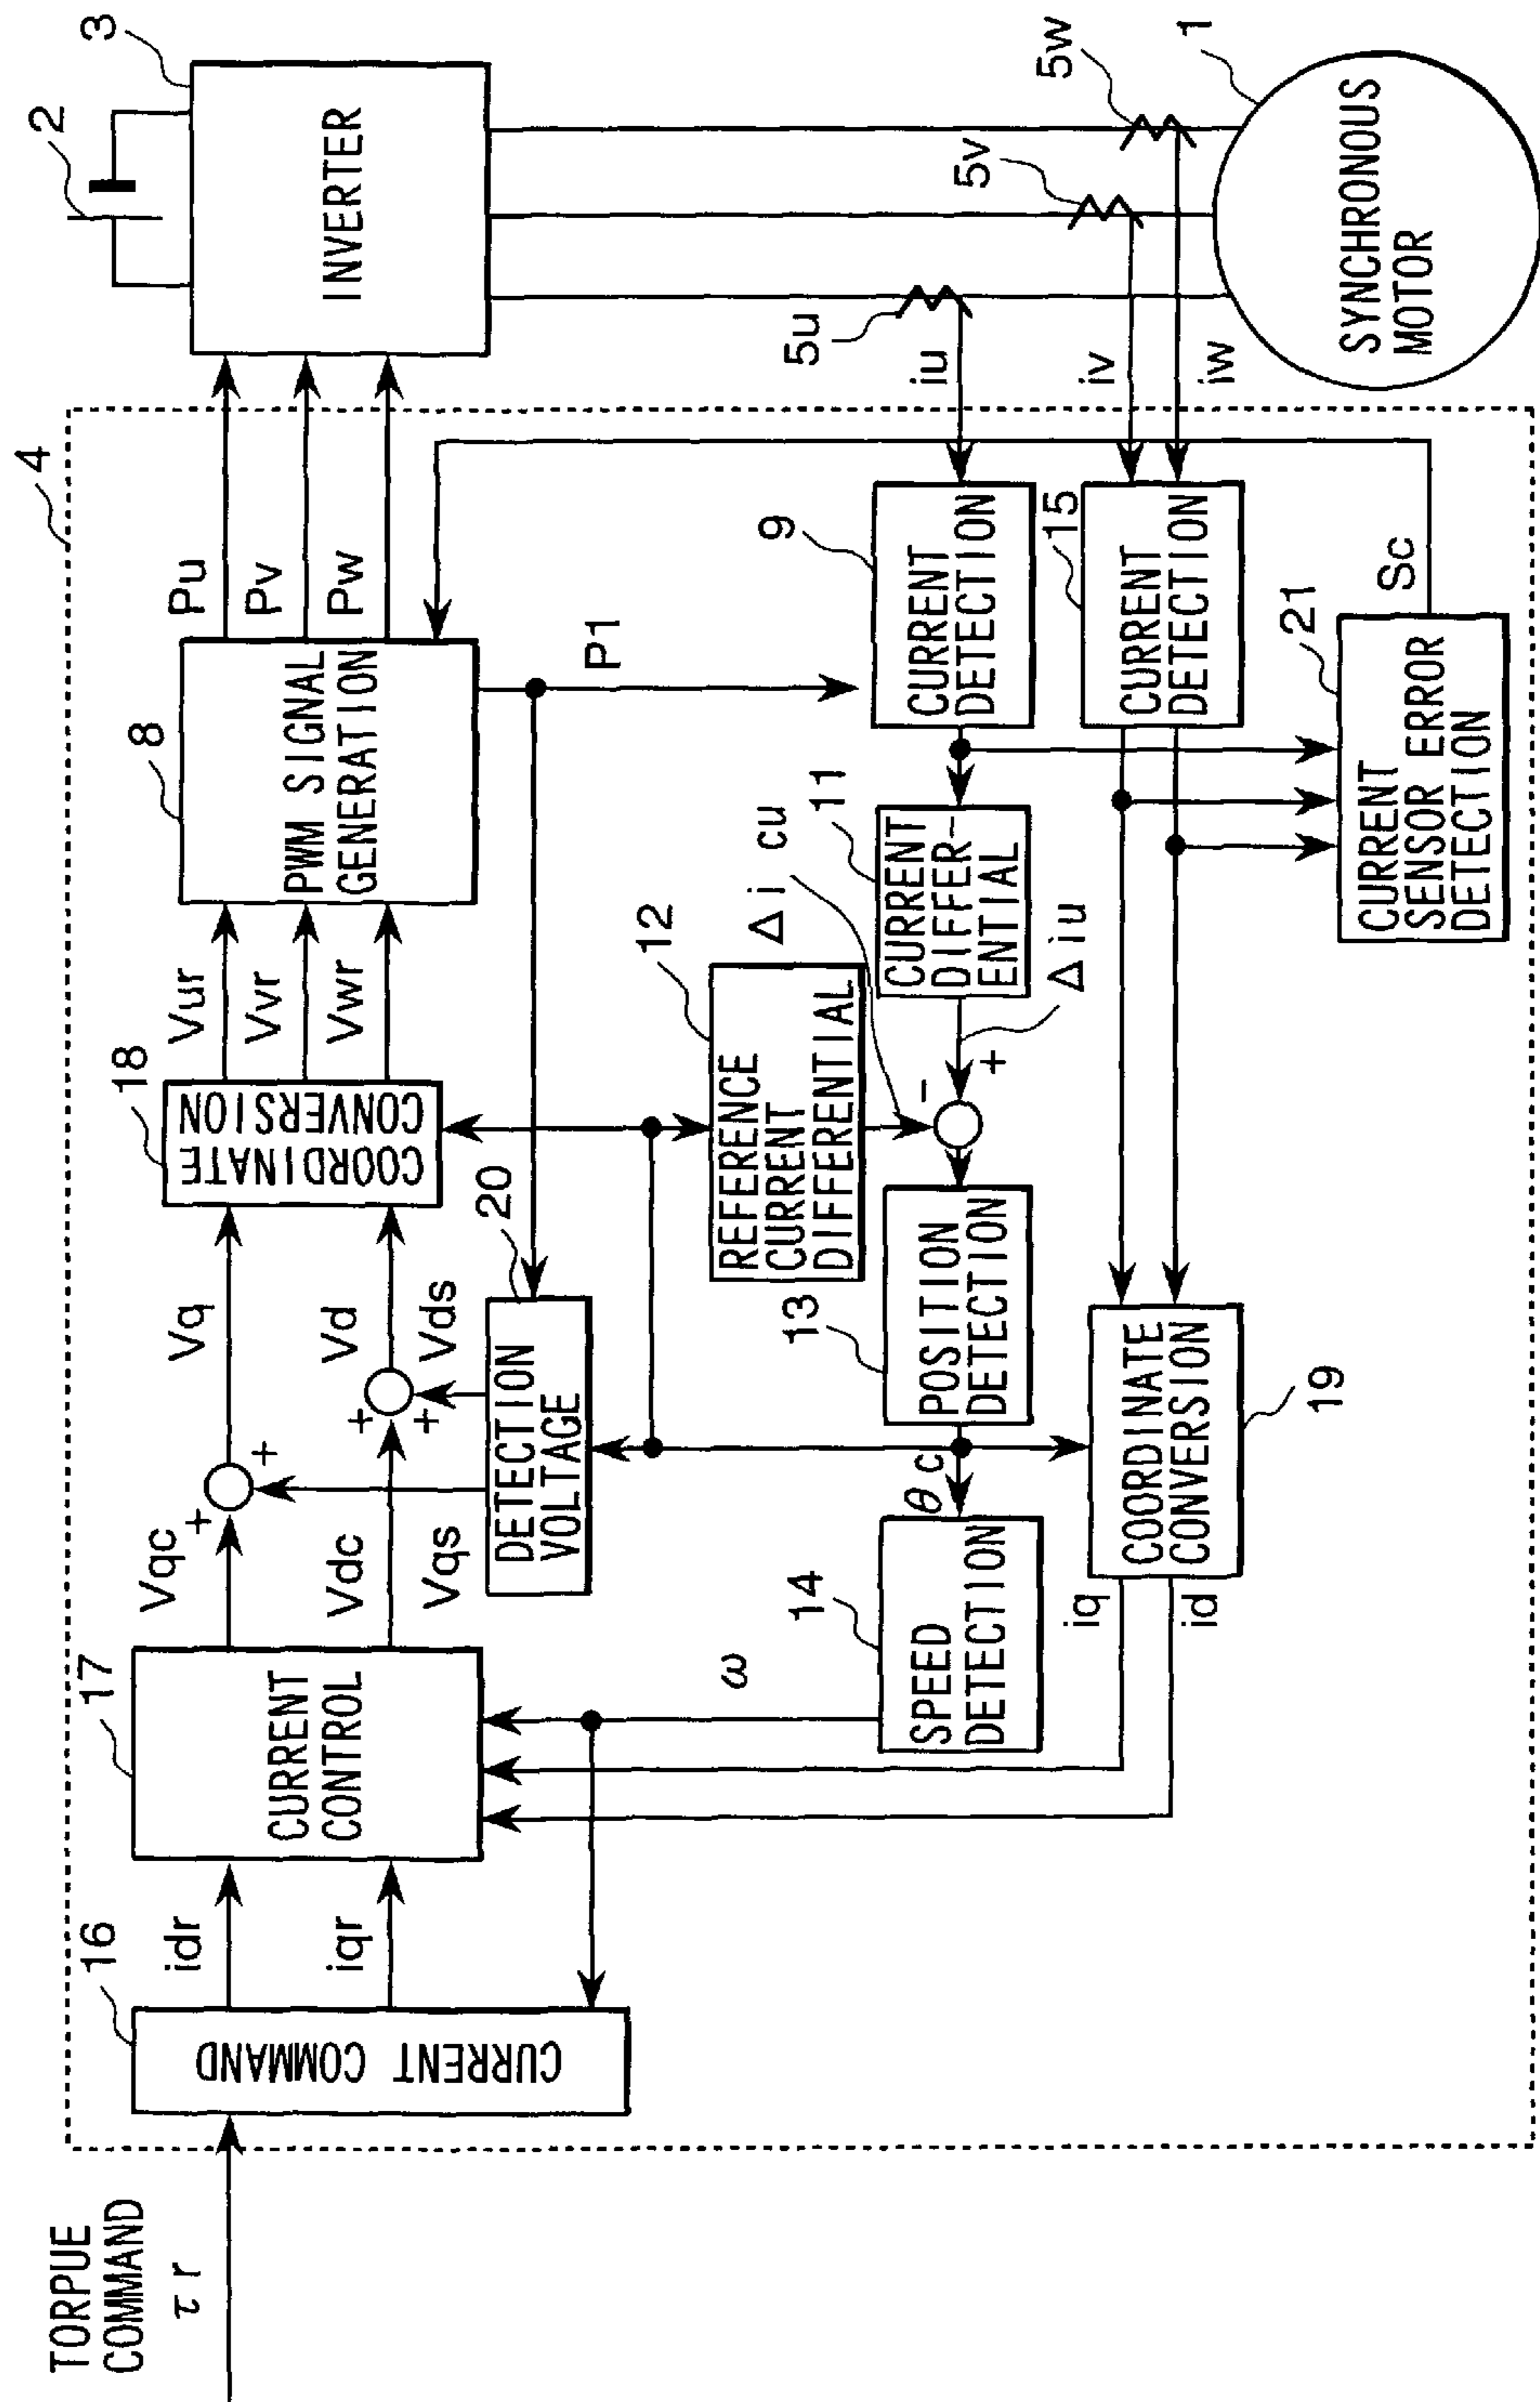 TORPUE
COMMAND
τr
4
16
CURRENT COMMAND
idr
iqr
17
CURRENT
CONTROL
Vqc
Vdc
Vqs
+
+
Vq
+
+
Vd
Vds
20
DETECTION
VOLTAGE
18
COORDINATE
CONVERSION
Vur
Vvr
Vwr
8
PWM SIGNAL
GENERATION
Pu
Pv
Pw
P1
2
3
INVERTER
ω
14
SPEED
DETECTION
θc
13
POSITION
DETECTION
12
REFERENCE
CURRENT
DIFFERENTIAL
Δicu
-
+
Δiu
11
CURRENT
DIFFER-
ENTIAL
9
CURRENT
DETECTION
iu
5u
5v
5w
iv
iw
15
CURRENT
DETECTION
iq
id
19
COORDINATE
CONVERSION
21
CURRENT
SENSOR ERROR
DETECTION
Sc
1
SYNCHRONOUS
MOTOR